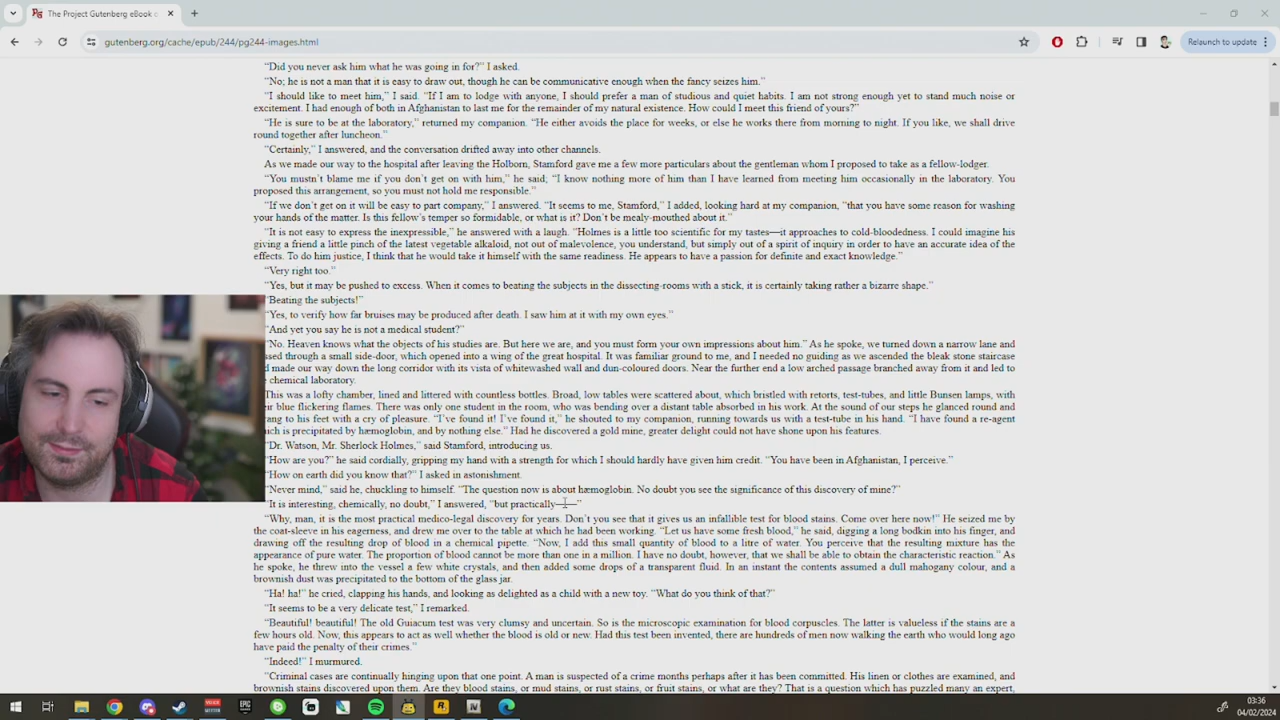 The Project Gutenberg eBook o
gutenberg.org/cache/epub/244/pg244-images.html
Relaunch to update
“Did you never ask him what he was going in for?” I asked.
“No; he is not a man that it is easy to draw out, though he can be communicative enough when the fancy seizes him.”
“I should like to meet him,” I said. “If I am to lodge with anyone, I should prefer a man of studious and quiet habits. I am not strong enough yet to stand much noise or
excitement. I had enough of both in Afghanistan to last me for the remainder of my natural existence. How could I meet this friend of yours?”
“He is sure to be at the laboratory,” returned my companion. “He either avoids the place for weeks, or else he works there from morning to night. If you like, we shall drive
round together after luncheon.”
“Certainly,” I answered, and the conversation drifted away into other channels.
As we made our way to the hospital after leaving the Holborn, Stamford gave me a few more particulars about the gentleman whom I proposed to take as a fellow-lodger.
“You mustn’t blame me if you don’t get on with him,” he said; “I know nothing more of him than I have learned from meeting him occasionally in the laboratory. You
proposed this arrangement, so you must not hold me responsible.”
“If we don’t get on it will be easy to part company,” I answered. “It seems to me, Stamford,” I added, looking hard at my companion, “that you have some reason for washing
your hands of the matter. Is this fellow’s temper so formidable, or what is it? Don’t be mealy-mouthed about it.”
“It is not easy to express the inexpressible,” he answered with a laugh. “Holmes is a little too scientific for my tastes—it approaches to cold-bloodedness. I could imagine his
giving a friend a little pinch of the latest vegetable alkaloid, not out of malevolence, you understand, but simply out of a spirit of inquiry in order to have an accurate idea of the
effects. To do him justice, I think that he would take it himself with the same readiness. He appears to have a passion for definite and exact knowledge.”
“Very right too.”
“Yes, but it may be pushed to excess. When it comes to beating the subjects in the dissecting-rooms with a stick, it is certainly taking rather a bizarre shape.”
“Beating the subjects!”
“Yes, to verify how far bruises may be produced after death. I saw him at it with my own eyes.”
“And yet you say he is not a medical student?”
“No. Heaven knows what the objects of his studies are. But here we are, and you must form your own impressions about him.” As he spoke, we turned down a narrow lane and
ssed through a small side-door, which opened into a wing of the great hospital. It was familiar ground to me, and I needed no guiding as we ascended the bleak stone staircase
d made our way down the long corridor with its vista of whitewashed wall and dun-coloured doors. Near the further end a low arched passage branched away from it and led to
chemical laboratory.
This was a lofty chamber, lined and littered with countless bottles. Broad, low tables were scattered about, which bristled with retorts, test-tubes, and little Bunsen lamps, with
ir blue flickering flames. There was only one student in the room, who was bending over a distant table absorbed in his work. At the sound of our steps he glanced round and
ang to his feet with a cry of pleasure. “I’ve found it! I’ve found it,” he shouted to my companion, running towards us with a test-tube in his hand. “I have found a re-agent
ich is precipitated by hæmoglobin, and by nothing else.” Had he discovered a gold mine, greater delight could not have shone upon his features.
“Dr. Watson, Mr. Sherlock Holmes,” said Stamford, introducing us.
“How are you?” he said cordially, gripping my hand with a strength for which I should hardly have given him credit. “You have been in Afghanistan, I perceive.”
“How on earth did you know that?” I asked in astonishment.
“Never mind,” said he, chuckling to himself. “The question now is about hæmoglobin. No doubt you see the significance of this discovery of mine?”
“It is interesting, chemically, no doubt,” I answered, “but practically——”
“Why, man, it is the most practical medico-legal discovery for years. Don’t you see that it gives us an infallible test for blood stains. Come over here now!” He seized me by
the coat-sleeve in his eagerness, and drew me over to the table at which he had been working. “Let us have some fresh blood,” he said, digging a long bodkin into his finger, and
drawing off the resulting drop of blood in a chemical pipette. “Now, I add this small quantity of blood to a litre of water. You perceive that the resulting mixture has the
appearance of pure water. The proportion of blood cannot be more than one in a million. I have no doubt, however, that we shall be able to obtain the characteristic reaction.” As
he spoke, he threw into the vessel a few white crystals, and then added some drops of a transparent fluid. In an instant the contents assumed a dull mahogany colour, and a
brownish dust was precipitated to the bottom of the glass jar.
“Ha! ha!” he cried, clapping his hands, and looking as delighted as a child with a new toy. “What do you think of that?”
“It seems to be a very delicate test,” I remarked.
“Beautiful! beautiful! The old Guiacum test was very clumsy and uncertain. So is the microscopic examination for blood corpuscles. The latter is valueless if the stains are a
few hours old. Now, this appears to act as well whether the blood is old or new. Had this test been invented, there are hundreds of men now walking the earth who would long ago
have paid the penalty of their crimes.”
“Indeed!” I murmured.
“Criminal cases are continually hinging upon that one point. A man is suspected of a crime months perhaps after it has been committed. His linen or clothes are examined, and
brownish stains discovered upon them. Are they blood stains, or mud stains, or rust stains, or fruit stains, or what are they? That is a question which has puzzled many an expert,
03:36
04/02/2024